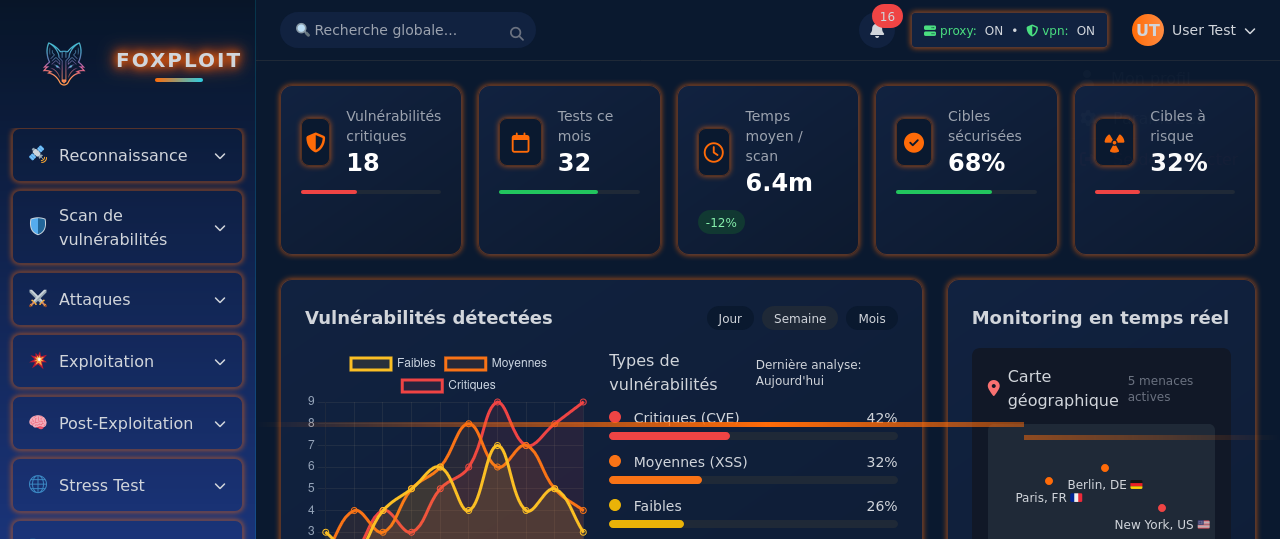 FOXPLOIT
Recherche globale...
16
proxy: ON • vpn: ON
UT
User Test
Reconnaissance
Scan de
vulnérabilités
Attaques
Exploitation
Post-Exploitation
Stress Test
Vulnérabilités
critiques
18
Tests ce
mois
32
Temps
moyen /
scan
6.4m
-12%
Cibles
sécurisées
68%
Cibles à
risque
32%
Vulnérabilités détectées
Jour
Semaine
Mois
Faibles
Moyennes
Critiques
9
8
7
6
5
4
3
Types de
vulnérabilités
Dernière analyse:
Aujourd'hui
Critiques (CVE) 42%
Moyennes (XSS) 32%
Faibles 26%
Monitoring en temps réel
Carte
géographique
5 menaces
actives
Berlin, DE
Paris, FR
New York, US